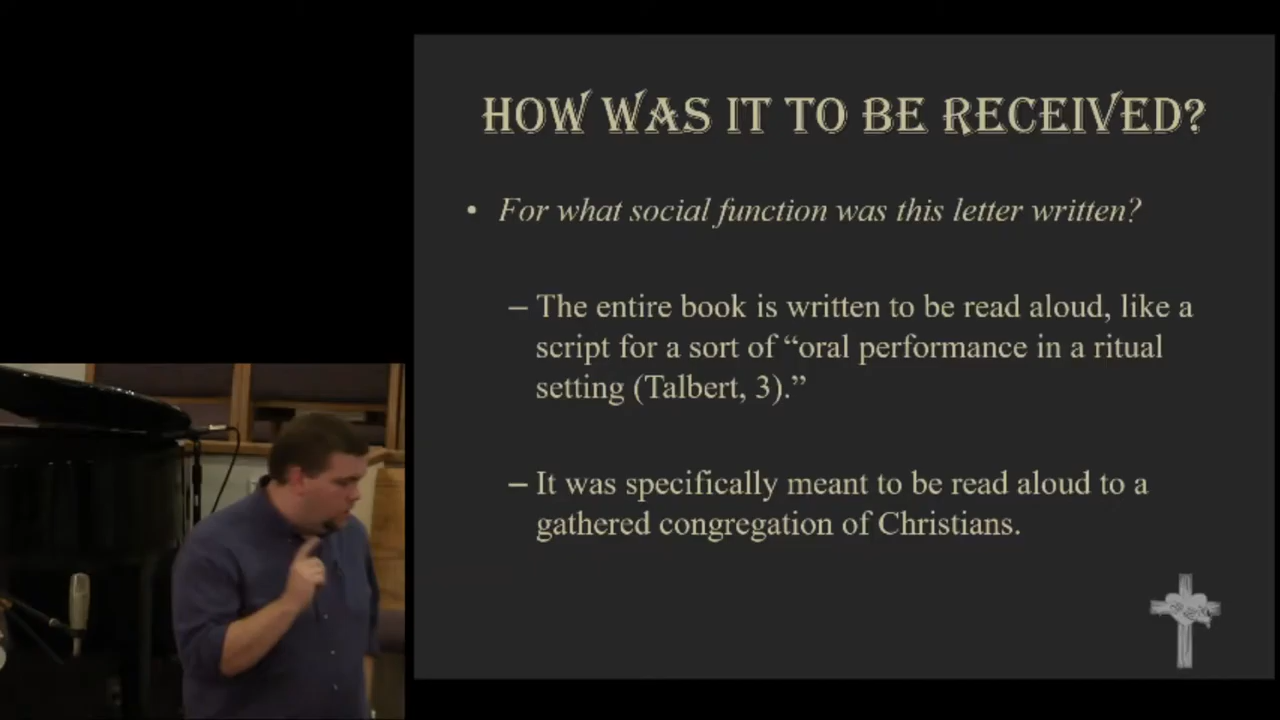 HOW WAS IT TO BE RECEIVED?
• For what social function was this letter written?
– The entire book is written to be read aloud, like a
script for a sort of “oral performance in a ritual
setting (Talbert, 3).”
– It was specifically meant to be read aloud to a
gathered congregation of Christians.